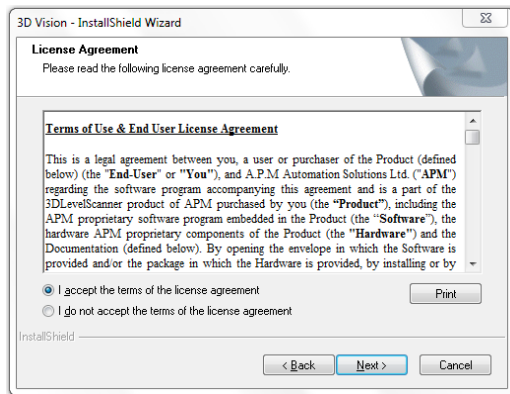 3D Vision - InstallShield Wizard
License Agreement
Please read the following license agreement carefully.
Terms of Use & End User License Agreement
This is a legal agreement between you, a user or purchaser of the Product (defined
below) (the "End-User" or "You"), and A.P.M Automation Solutions Ltd. ("APM")
regarding the software program accompanying this agreement and is a part of the
3DLevelScanner product of APM purchased by you (the “Product”), including the
APM proprietary software program embedded in the Product (the “Software”), the
hardware APM proprietary components of the Product (the "Hardware") and the
Documentation (defined below). By opening the envelope in which the Software is
provided and/or the package in which the Hardware is provided, by installing or by
I accept the terms of the license agreement
Print
I do not accept the terms of the license agreement
InstallShield
< Back
Next >
Cancel